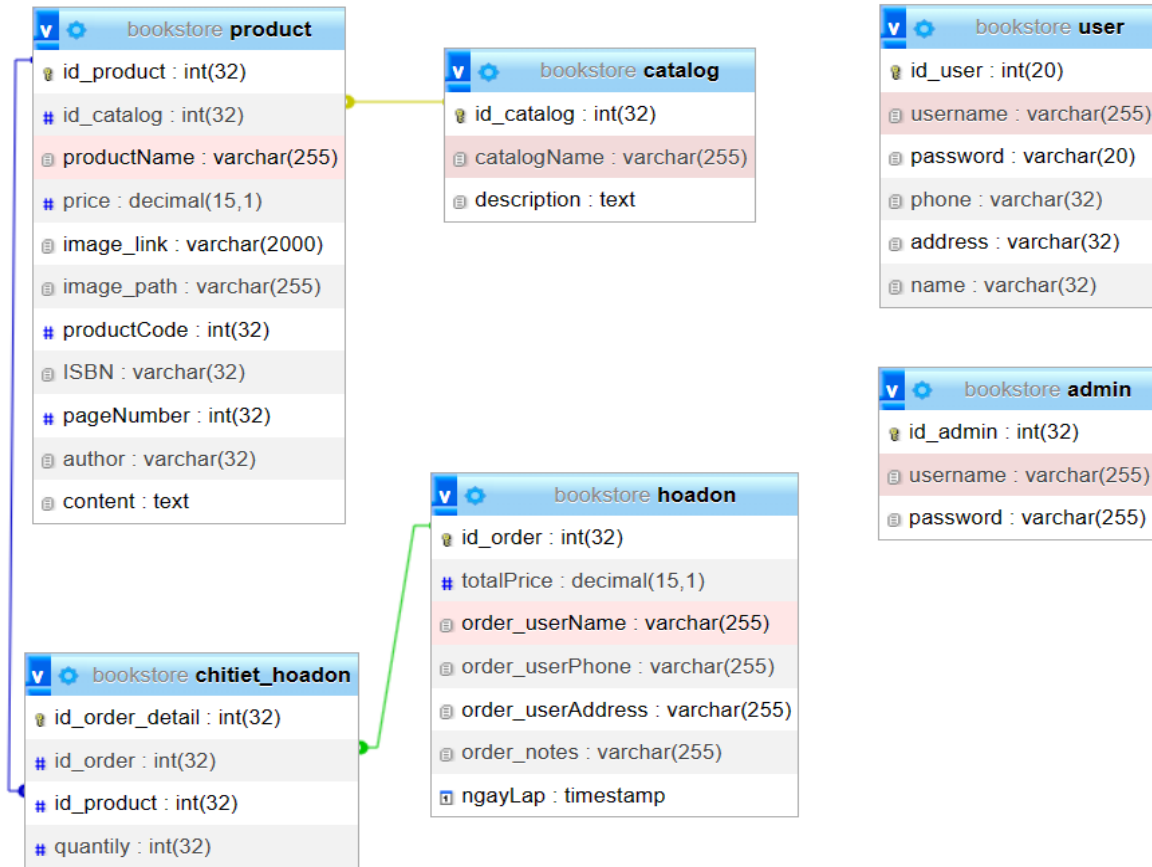 bookstore product
id_product : int(32)
id_catalog : int(32)
productName : varchar(255)
price : decimal(15,1)
image_link : varchar(2000)
image_path : varchar(255)
productCode : int(32)
ISBN : varchar(32)
pageNumber : int(32)
author : varchar(32)
content : text
bookstore catalog
id_catalog : int(32)
catalogName : varchar(255)
description : text
bookstore user
id_user : int(20)
username : varchar(255)
password : varchar(20)
phone : varchar(32)
address : varchar(32)
name : varchar(32)
bookstore admin
id_admin : int(32)
username : varchar(255)
password : varchar(255)
bookstore hoadon
id_order : int(32)
totalPrice : decimal(15,1)
order_userName : varchar(255)
order_userPhone : varchar(255)
order_userAddress : varchar(255)
order_notes : varchar(255)
ngayLap : timestamp
bookstore chitiet_hoadon
id_order_detail : int(32)
id_order : int(32)
id_product : int(32)
quantily : int(32)